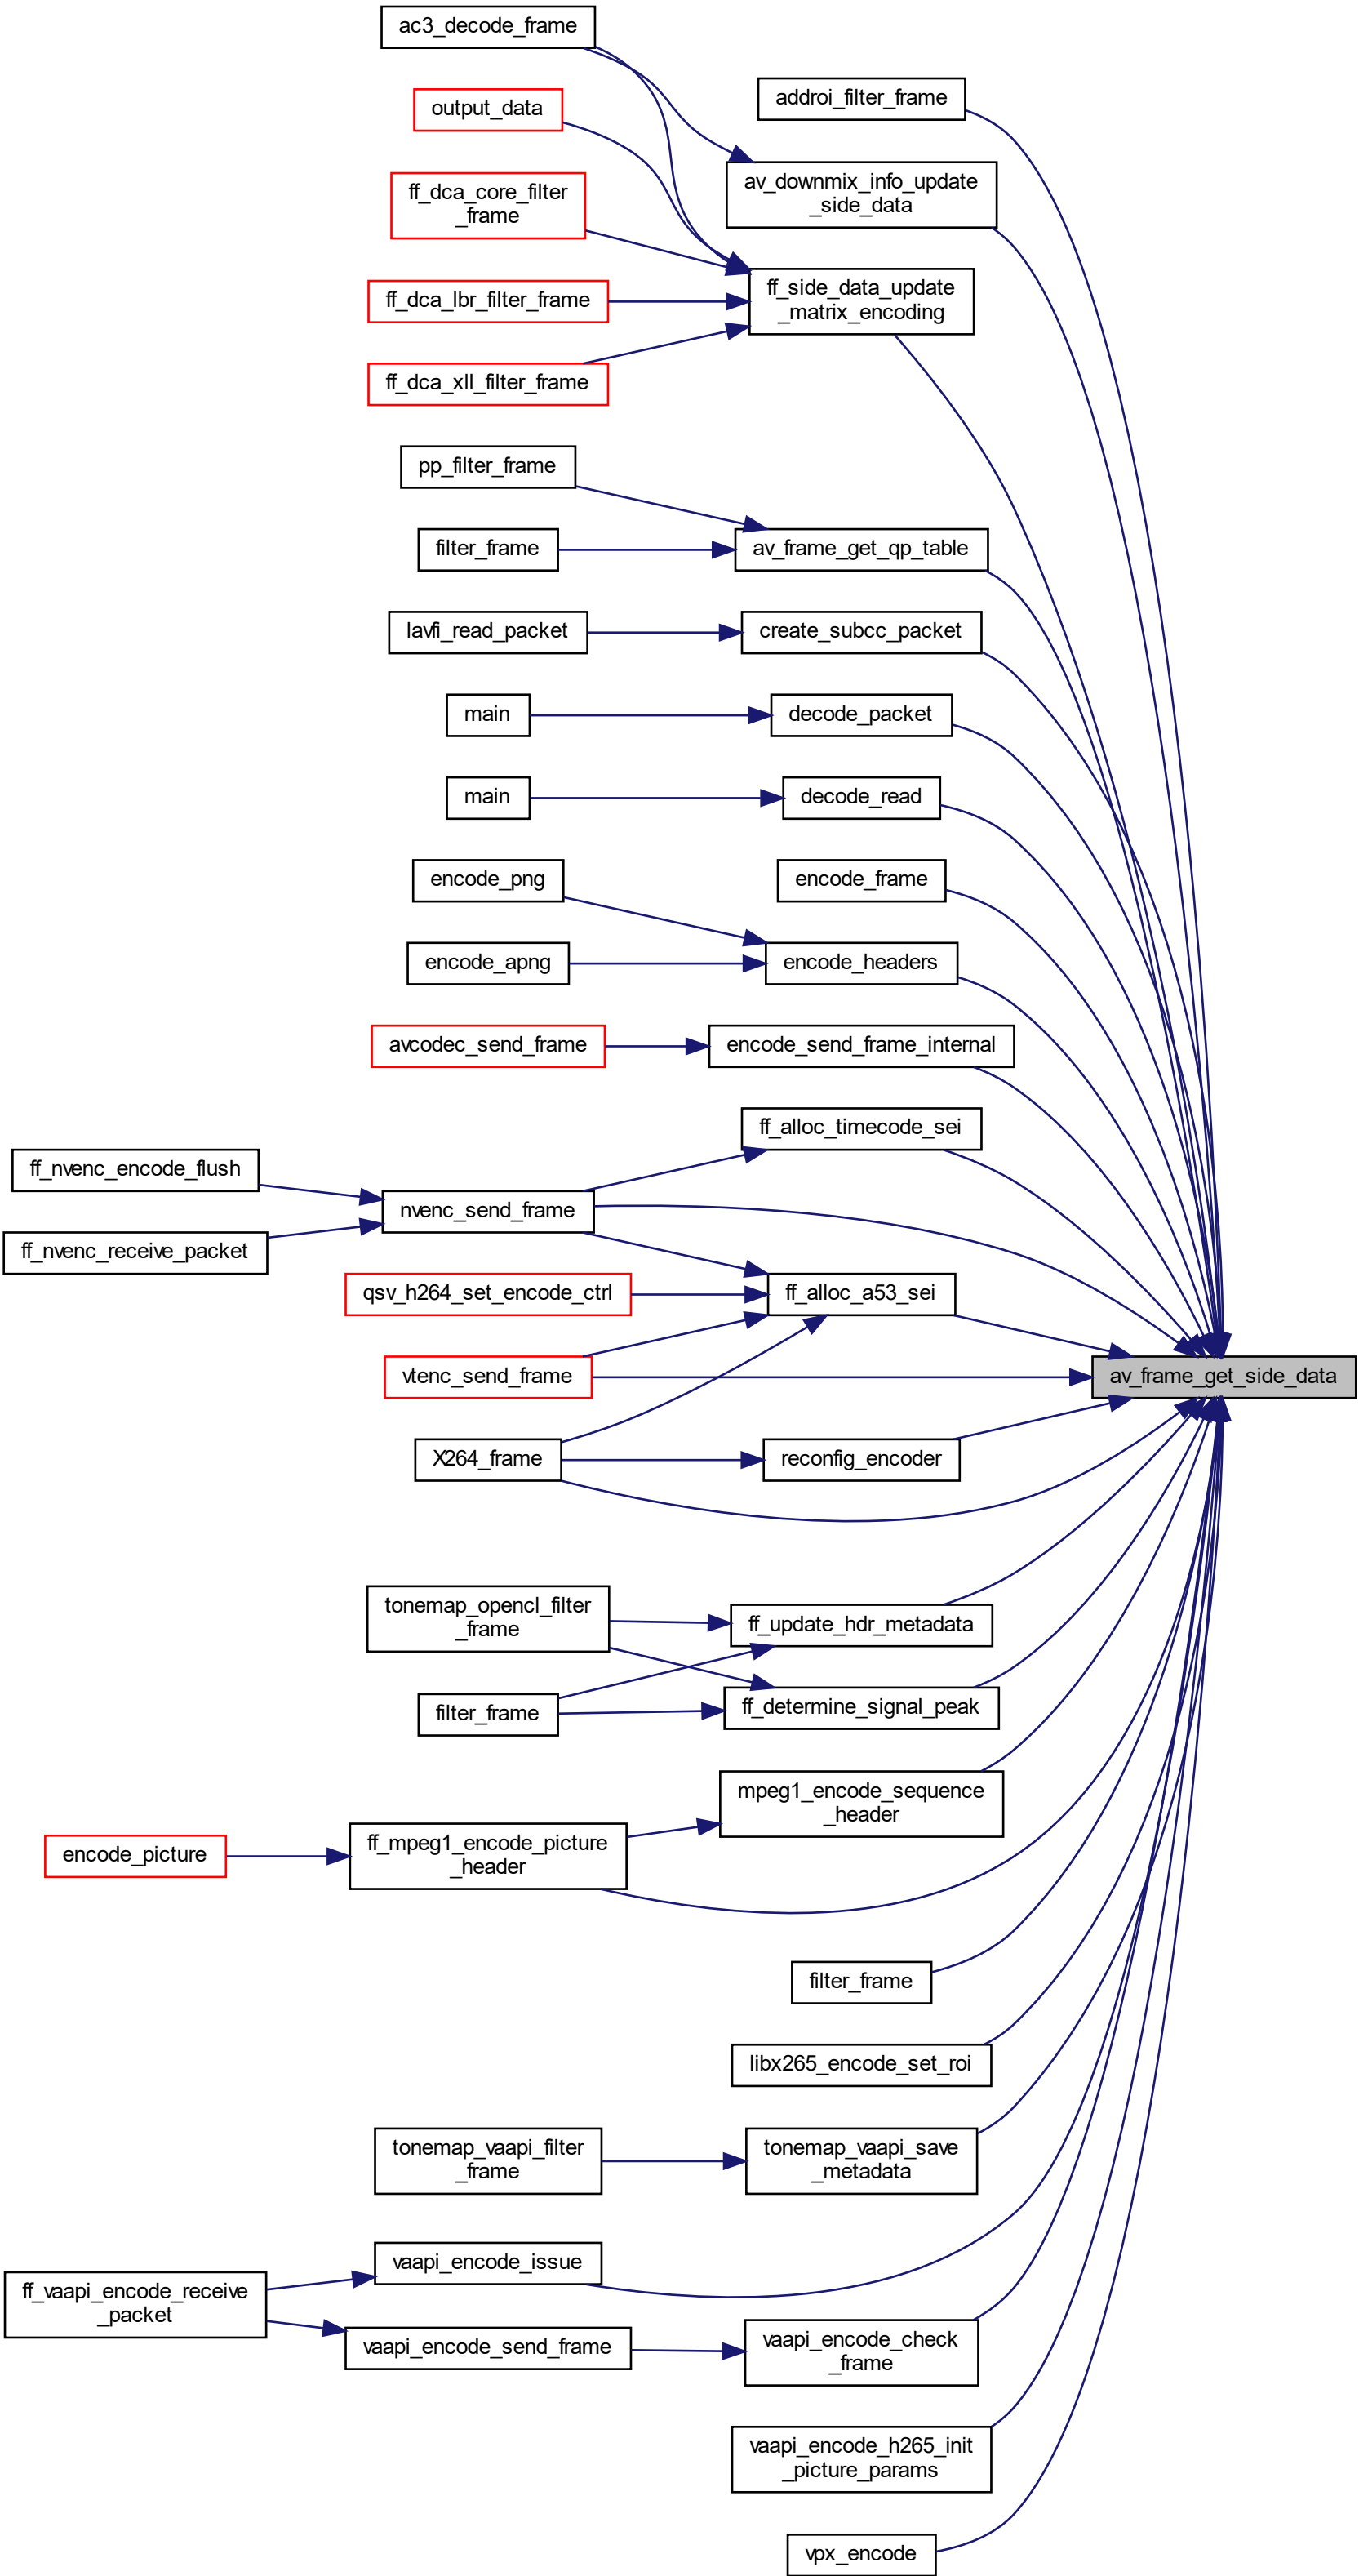 ac3_decode_frame
addroi_filter_frame
output_data
av_downmix_info_update
_side_data
ff_dca_core_filter
_frame
ff_side_data_update
_matrix_encoding
ff_dca_lbr_filter_frame
ff_dca_xll_filter_frame
pp_filter_frame
filter_frame
av_frame_get_qp_table
lavfi_read_packet
create_subcc_packet
main
decode_packet
main
decode_read
encode_png
encode_frame
encode_apng
encode_headers
avcodec_send_frame
encode_send_frame_internal
ff_alloc_timecode_sei
ff_nvenc_encode_flush
nvenc_send_frame
ff_nvenc_receive_packet
qsv_h264_set_encode_ctrl
ff_alloc_a53_sei
vtenc_send_frame
av_frame_get_side_data
X264_frame
reconfig_encoder
tonemap_opencl_filter
_frame
ff_update_hdr_metadata
filter_frame
ff_determine_signal_peak
mpeg1_encode_sequence
_header
encode_picture
ff_mpeg1_encode_picture
_header
filter_frame
libx265_encode_set_roi
tonemap_vaapi_filter
_frame
tonemap_vaapi_save
_metadata
vaapi_encode_issue
ff_vaapi_encode_receive
_packet
vaapi_encode_send_frame
vaapi_encode_check
_frame
vaapi_encode_h265_init
_picture_params
vpx_encode